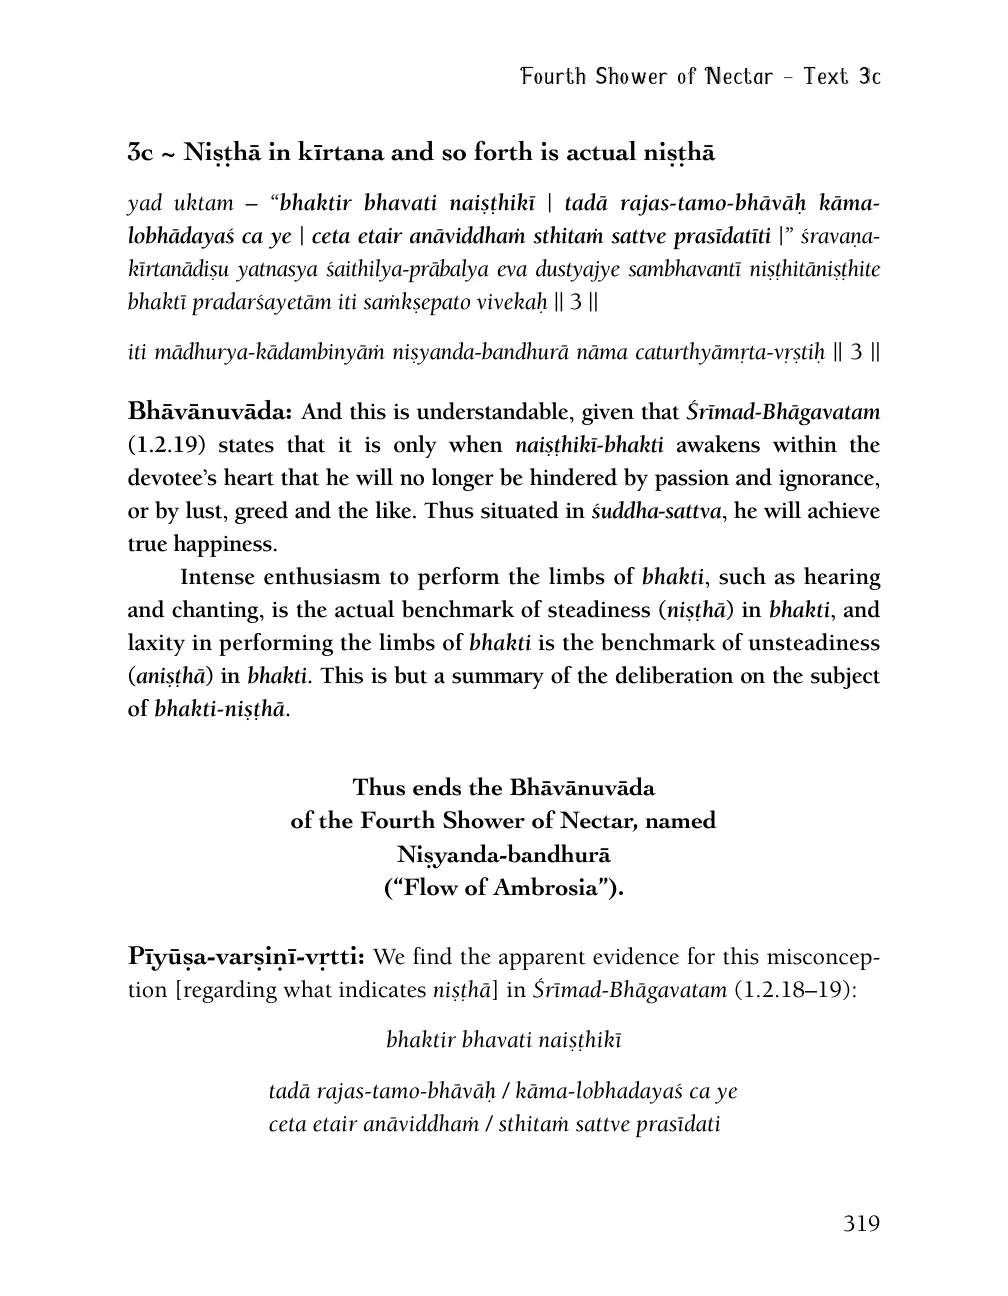 Fourth Shower of Nectar – Text 3c
3c ~ Niṣṭhā in kīrtana and so forth is actual niṣṭhā
yad uktam – “bhaktir bhavati naiṣṭhikī | tadā rajas-tamo-bhāvāḥ kāma-
lobhādayaś ca ye | ceta etair anāviddhaṁ sthitaṁ sattve prasīdatīti |” śravaṇa-
kīrtanādiṣu yatnasya śaithilya-prābalya eva dustyajye sambhavantī niṣṭhitāniṣṭhite
bhaktī pradarśayetām iti saṁkṣepato vivekaḥ || 3 ||
iti mādhurya-kādambinyāṁ niṣyanda-bandhurā nāma caturthyāmṛta-vṛṣtiḥ || 3 ||
Bhāvānuvāda: And this is understandable, given that Śrīmad-Bhāgavatam
(1.2.19) states that it is only when naiṣṭhikī-bhakti awakens within the
devotee’s heart that he will no longer be hindered by passion and ignorance,
or by lust, greed and the like. Thus situated in śuddha-sattva, he will achieve
true happiness.
Intense enthusiasm to perform the limbs of bhakti, such as hearing
and chanting, is the actual benchmark of steadiness (niṣṭhā) in bhakti, and
laxity in performing the limbs of bhakti is the benchmark of unsteadiness
(aniṣṭhā) in bhakti. This is but a summary of the deliberation on the subject
of bhakti-niṣṭhā.
Thus ends the Bhāvānuvāda
of the Fourth Shower of Nectar, named
Niṣyanda-bandhurā
(“Flow of Ambrosia”).
Pīyūṣa-varṣiṇī-vṛtti: We find the apparent evidence for this misconcep-
tion [regarding what indicates niṣṭhā] in Śrīmad-Bhāgavatam (1.2.18–19):
bhaktir bhavati naiṣṭhikī
tadā rajas-tamo-bhāvāḥ / kāma-lobhadayaś ca ye
ceta etair anāviddhaṁ / sthitaṁ sattve prasīdati
319